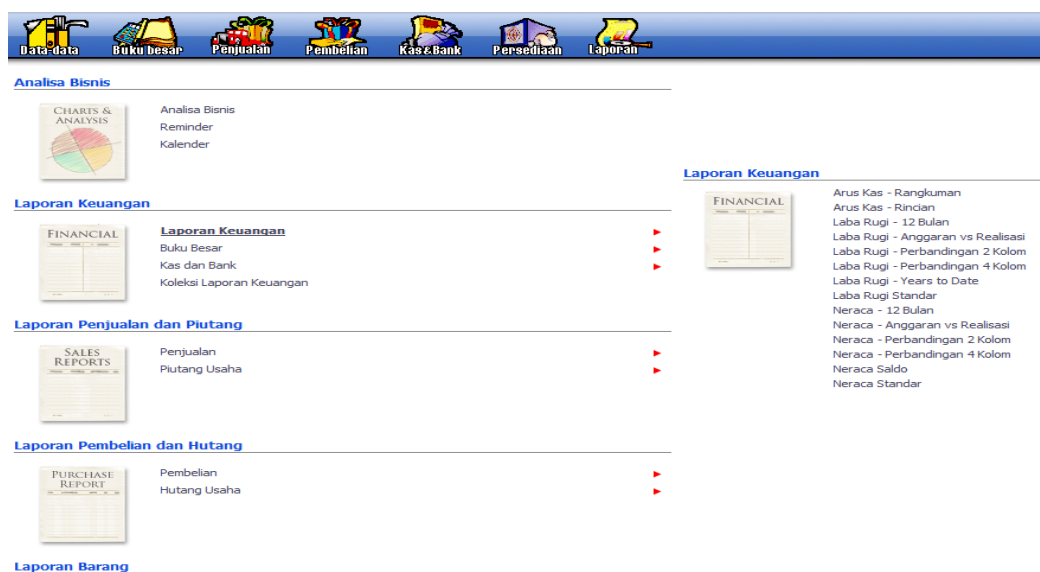 Data-data Buku besar Penjualan Pembelian Kas & Bank Persediaan Laporan
Analisa Bisnis
CHARTS &
ANALYSIS
Analisa Bisnis
Reminder
Kalender
Laporan Keuangan
FINANCIAL
Laporan Keuangan
Buku Besar
Kas dan Bank
Koleksi Laporan Keuangan
Laporan Penjualan dan Piutang
SALES
REPORTS
Penjualan
Piutang Usaha
Laporan Pembelian dan Hutang
PURCHASE
REPORT
Pembelian
Hutang Usaha
Laporan Barang
Laporan Keuangan
FINANCIAL
Arus Kas - Rangkuman
Arus Kas - Rincian
Laba Rugi - 12 Bulan
Laba Rugi - Anggaran vs Realisasi
Laba Rugi - Perbandingan 2 Kolom
Laba Rugi - Perbandingan 4 Kolom
Laba Rugi - Years to Date
Laba Rugi Standar
Neraca - 12 Bulan
Neraca - Anggaran vs Realisasi
Neraca - Perbandingan 2 Kolom
Neraca - Perbandingan 4 Kolom
Neraca Saldo
Neraca Standar